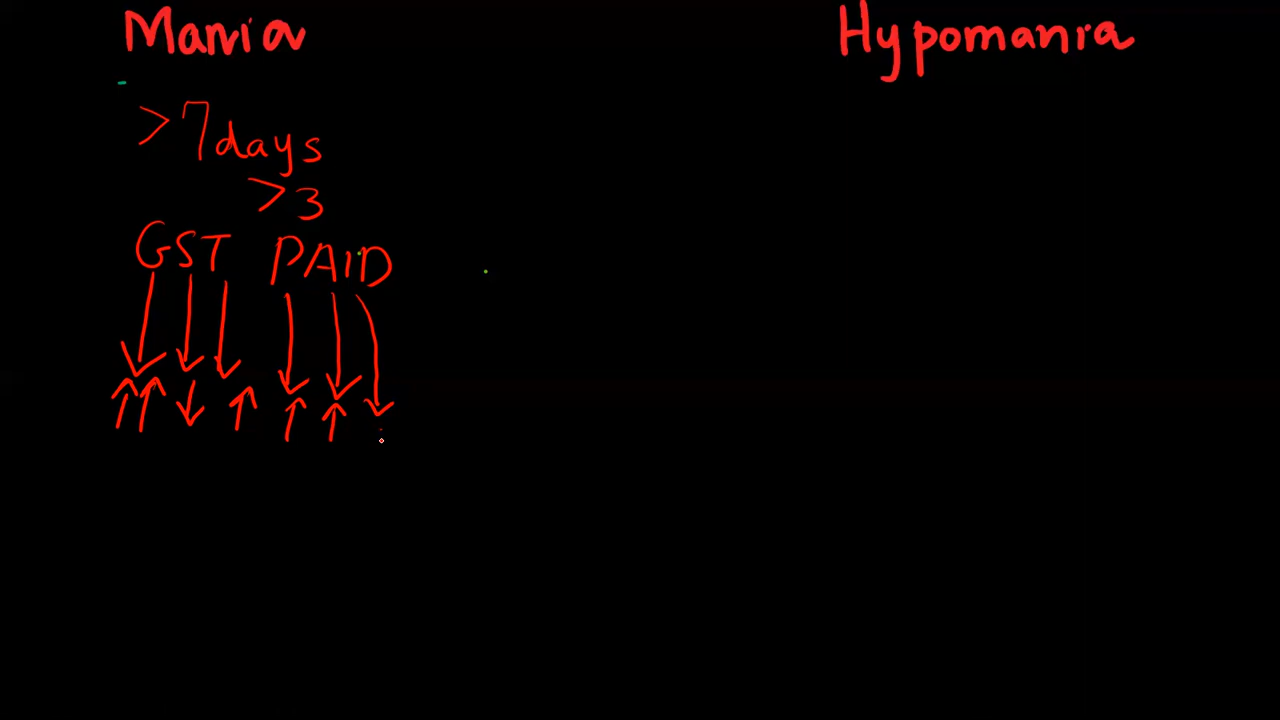 Mania Hypomania
>7days
>3
GST PAID
↑↑ ↓ ↑ ↑ ↑